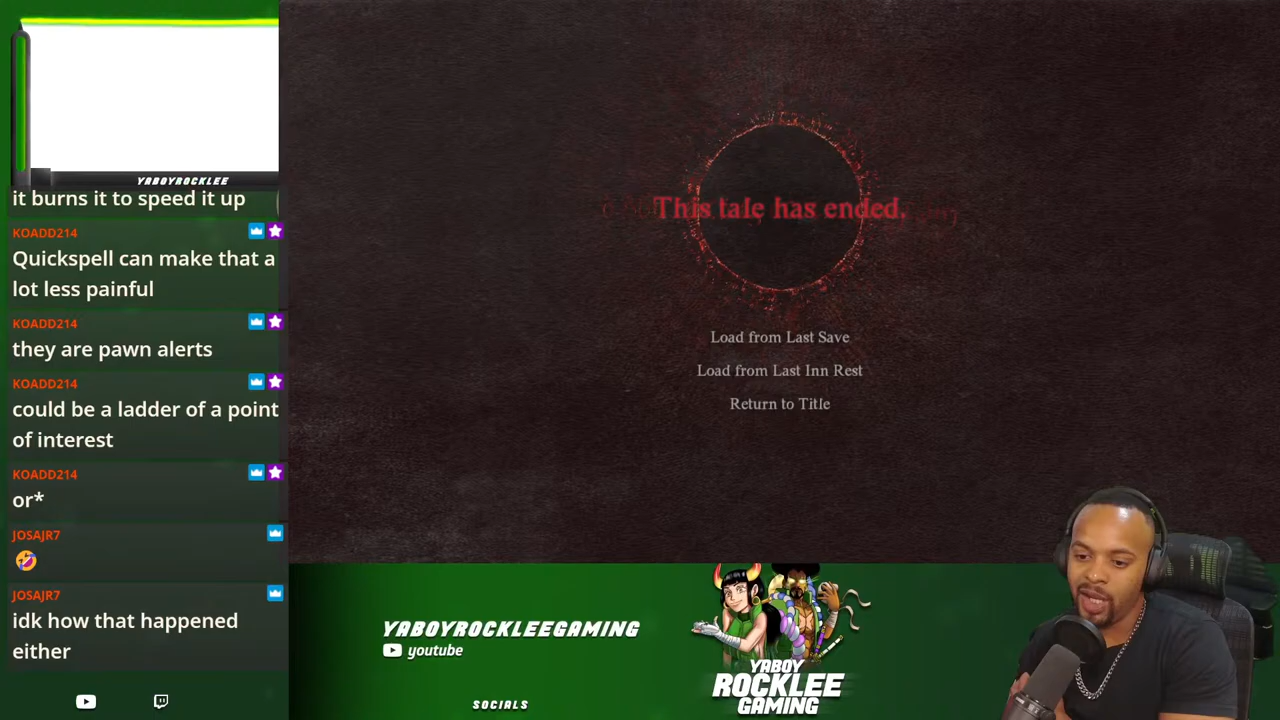 YABOYROCKLEE
it burns it to speed it up
KOADD214
Quickspell can make that a
lot less painful
KOADD214
they are pawn alerts
KOADD214
could be a ladder of a point
of interest
KOADD214
or*
JOSAJR7
🤣
JOSAJR7
idk how that happened
either
This tale has ended.
Load from Last Save
Load from Last Inn Rest
Return to Title
YABOYROCKLEEGAMING
youtube
SOCIALS
YABOY
ROCKLEE
GAMING